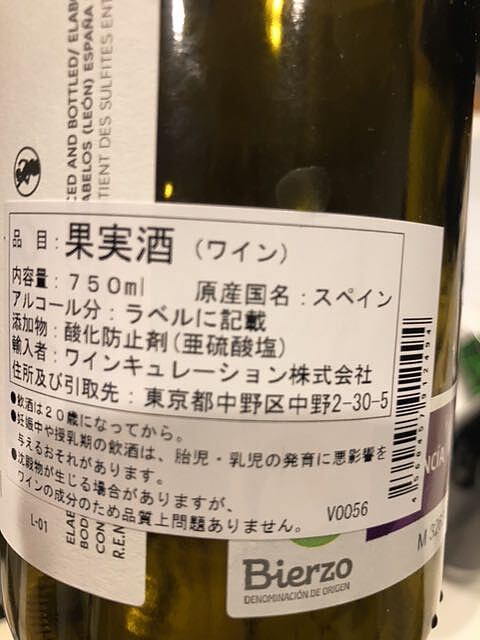 CED AND BOTTLED/ ELAB
ABELOS (LEÓN) ESPAÑA
TIENT DES SULFITES ENT
品　目：果実酒（ワイン）
内容量：７５０ml　原産国名：スペイン
アルコール分：ラベルに記載
添加物：酸化防止剤(亜硫酸塩)
輸入者：ワインキュレーション株式会社
住所及び引取先：東京都中野区中野2-30-5
●飲酒は２０歳になってから。
●妊娠中や授乳期の飲酒は、胎児・乳児の発育に悪影響を
与えるおそれがあります。
●沈殿物が生じる場合がありますが、
ワインの成分のため品質上問題ありません。
V0056
L-01
ELAB
BOD
CON
R.E.N
Bierzo
DENOMINACIÓN DE ORIGEN